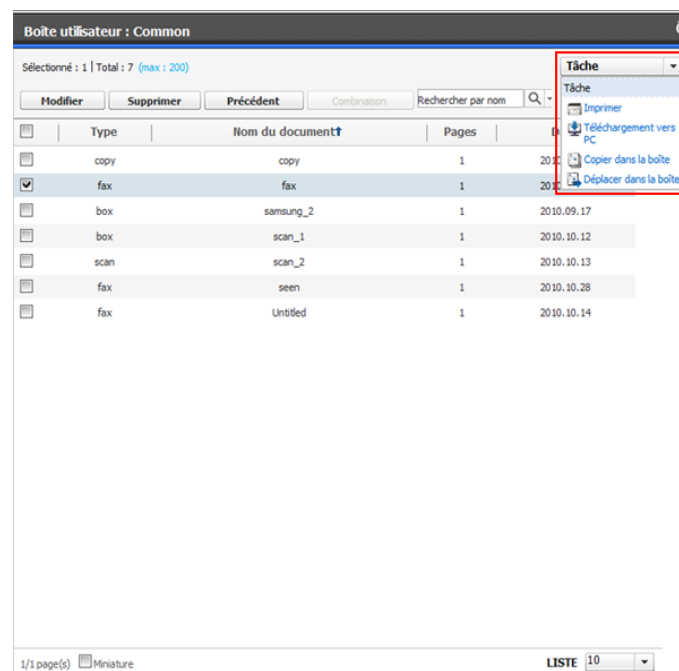 Boîte utilisateur : Common
Sélectionné : 1 | Total : 7 (max : 200)
Tâche
Tâche
Imprimer
Téléchargement vers
PC
Copier dans la boîte
Déplacer dans la boîte
Modifier Supprimer Précédent Combinaison Rechercher par nom
Type Nom du document↑ Pages
copy copy 1
fax fax 1
box samsung_2 1 2010.09.17
box scan_1 1 2010.10.12
scan scan_2 1 2010.10.13
fax seen 1 2010.10.28
fax Untitled 1 2010.10.14
1/1 page(s) Miniature LISTE 10